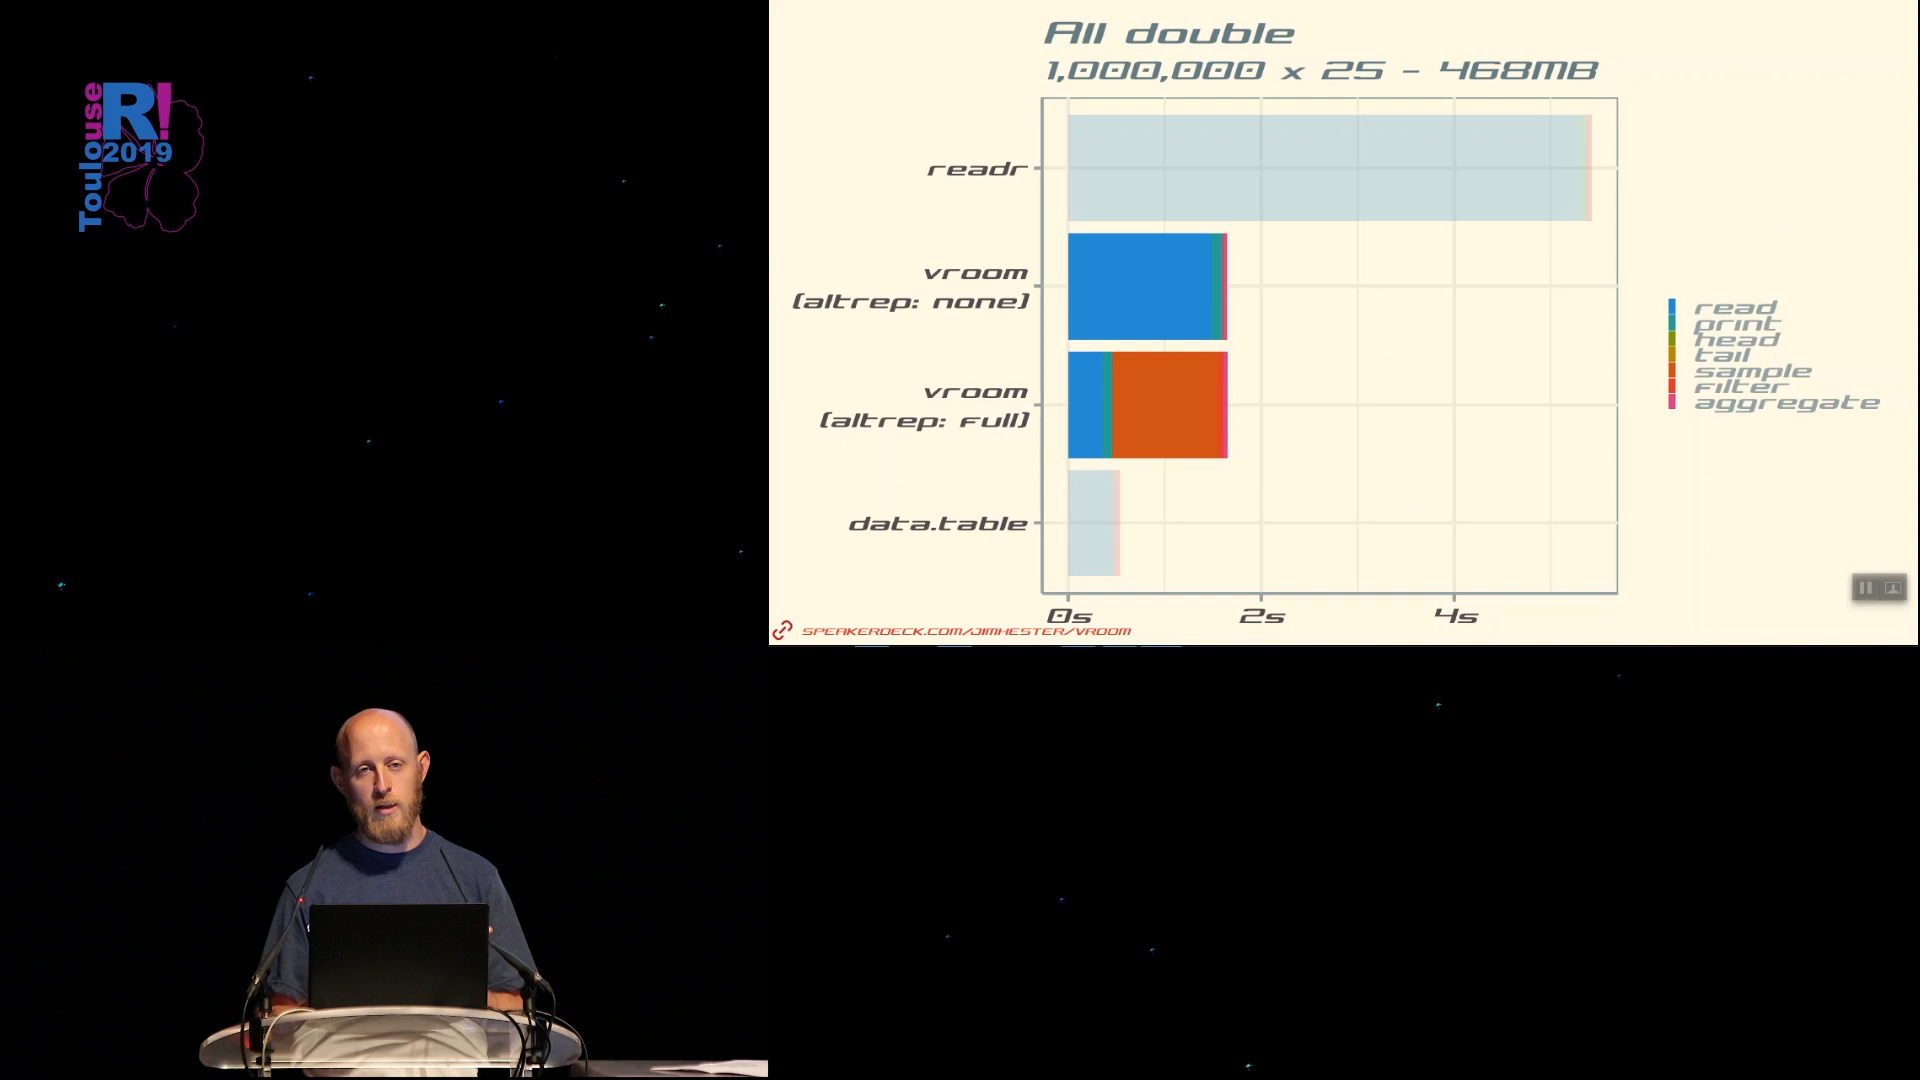 Toulouse
R!
2019
All double
1,000,000 x 25 - 468MB
readr
vroom
(altrep: none)
vroom
(altrep: full)
data.table
0s
2s
4s
read
print
head
tail
sample
filter
aggregate
SPEAKERDECK.COM/JIMHESTER/VROOM